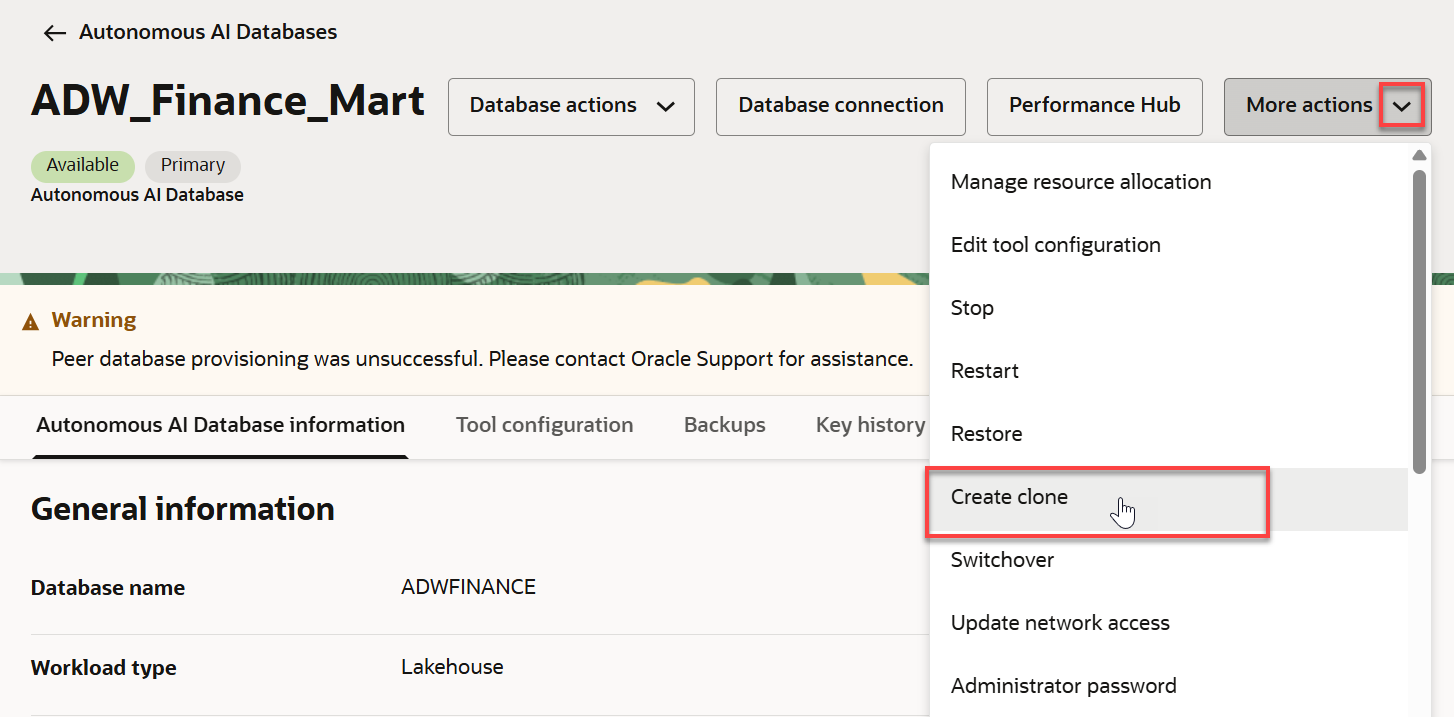 Autonomous AI Databases
ADW_Finance_Mart
Database actions
Database connection
Performance Hub
More actions
Available
Primary
Autonomous AI Database
Manage resource allocation
Edit tool configuration
Stop
Restart
Restore
Create clone
Switchover
Update network access
Administrator password
Warning
Peer database provisioning was unsuccessful. Please contact Oracle Support for assistance.
Autonomous AI Database information
Tool configuration
Backups
Key history
General information
Database name
ADWFINANCE
Workload type
Lakehouse